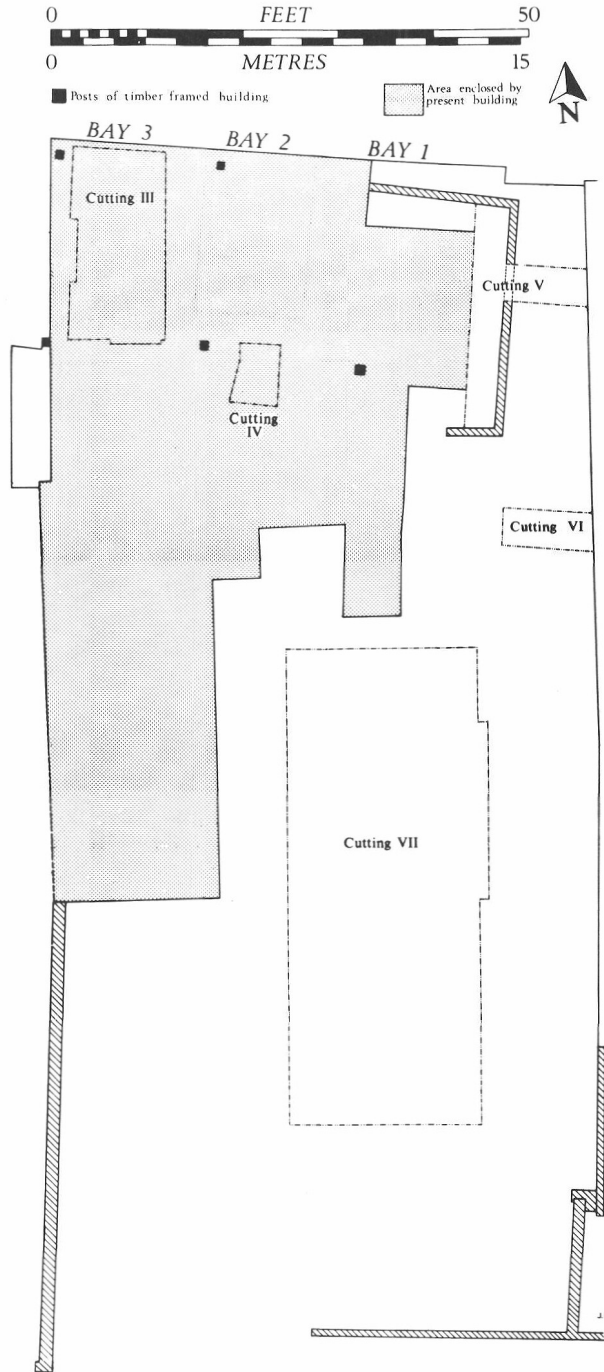 0 FEET 50
0 METRES 15
Posts of timber framed building
Area enclosed by
present building
N
BAY 3 BAY 2 BAY 1
Cutting III
Cutting V
Cutting
IV
Cutting VI
Cutting VII